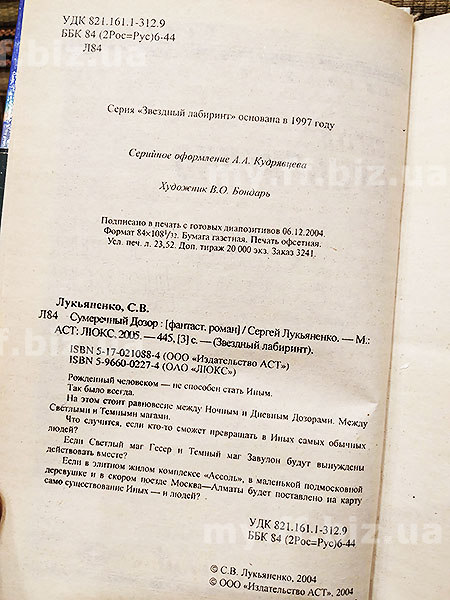 УДК 821.161.1-312.9
ББК 84 (2Рос=Рус)6-44
Л84
Серия «Звездный лабиринт» основана в 1997 году
Серийное оформление А.А. Кудрявцева
Художник В.О. Бондарь
Подписано в печать с готовых диапозитивов 06.12.2004.
Формат 84×108 1/32. Бумага газетная. Печать офсетная.
Усл. печ. л. 23,52. Доп. тираж 20 000 экз. Заказ 3241.
Лукьяненко, С.В.
Л84 Сумеречный Дозор : [фантаст. роман] / Сергей Лукьяненко. — М.:
АСТ: ЛЮКС, 2005. — 445, [3] с. — (Звездный лабиринт).
ISBN 5-17-021088-4 (ООО «Издательство АСТ»)
ISBN 5-9660-0227-4 (ОАО «ЛЮКС»)
Рожденный человеком — не способен стать Иным.
Так было всегда.
На этом стоит равновесие между Ночным и Дневным Дозорами. Между
Светлыми и Темными магами.
Что случится, если кто-то сможет превращать в Иных самых обычных
людей?
Если Светлый маг Гесер и Темный маг Завулон будут вынуждены
действовать вместе?
Если в элитном жилом комплексе «Ассоль», в маленькой подмосковной
деревушке и в скором поезде Москва—Алматы будет поставлено на карту
само существование Иных — и людей?
УДК 821.161.1-312.9
ББК 84 (2Рос=Рус)6-44
© С.В. Лукьяненко, 2004
© ООО «Издательство АСТ», 2004